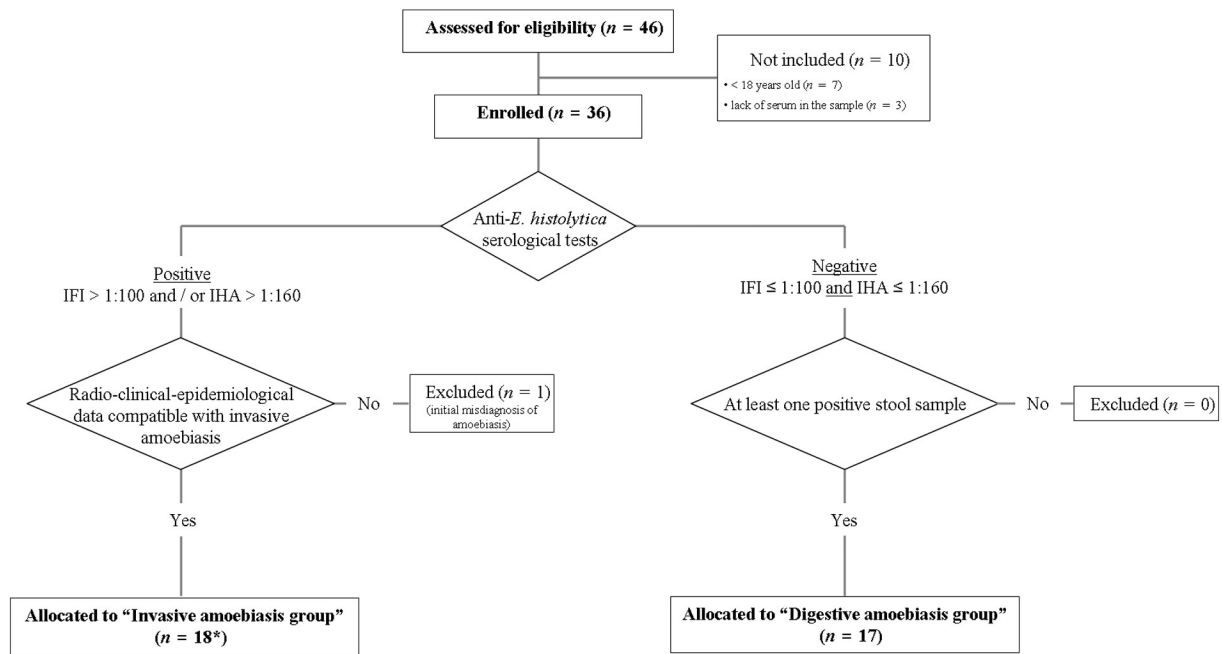 Assessed for eligibility (n = 46)
Not included (n = 10)
• < 18 years old (n = 7)
• lack of serum in the sample (n = 3)
Enrolled (n = 36)
Anti-E. histolytica
serological tests
Positive
IFI > 1:100 and / or IHA > 1:160
Negative
IFI ≤ 1:100 and IHA ≤ 1:160
Radio-clinical-epidemiological
data compatible with invasive
amoebiasis
No
Excluded (n = 1)
(initial misdiagnosis of
amoebiasis)
At least one positive stool sample
No
Excluded (n = 0)
Yes
Yes
Allocated to “Invasive amoebiasis group”
(n = 18*)
Allocated to “Digestive amoebiasis group”
(n = 17)